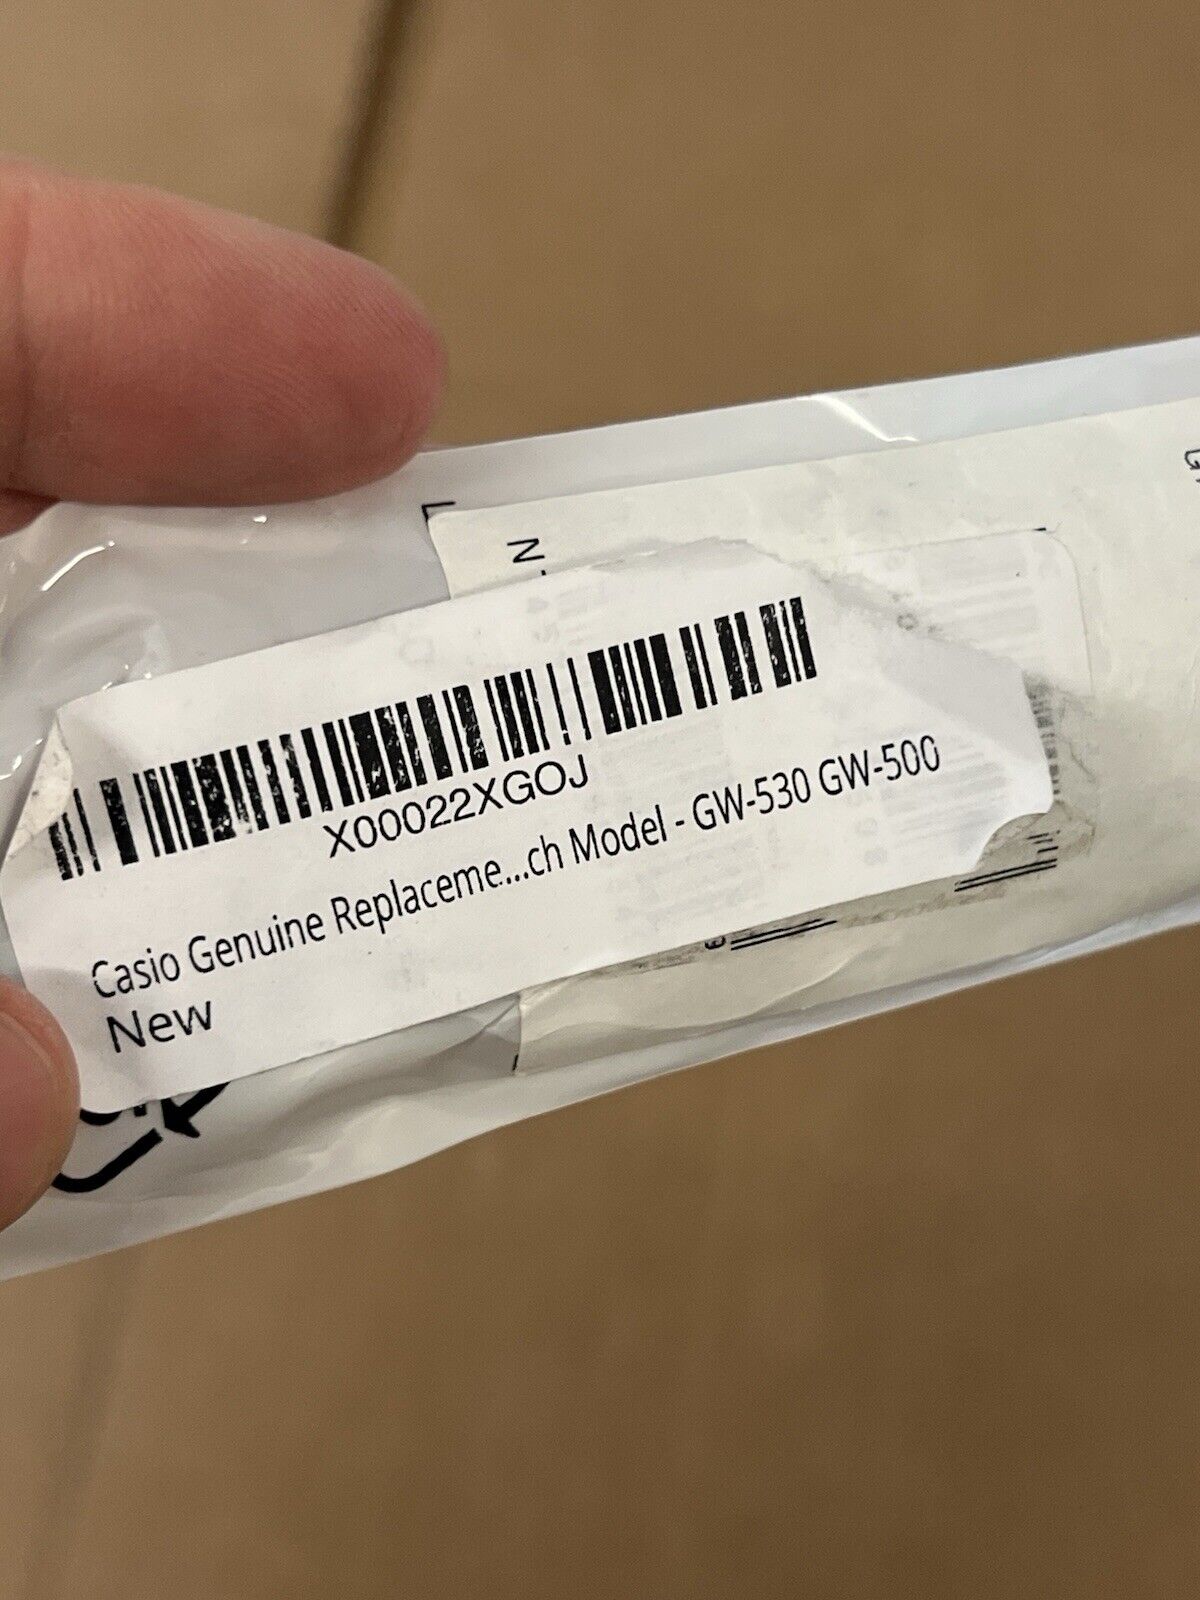 N
X00022XGOJ
Casio Genuine Replaceme...ch Model - GW-530 GW-500
New